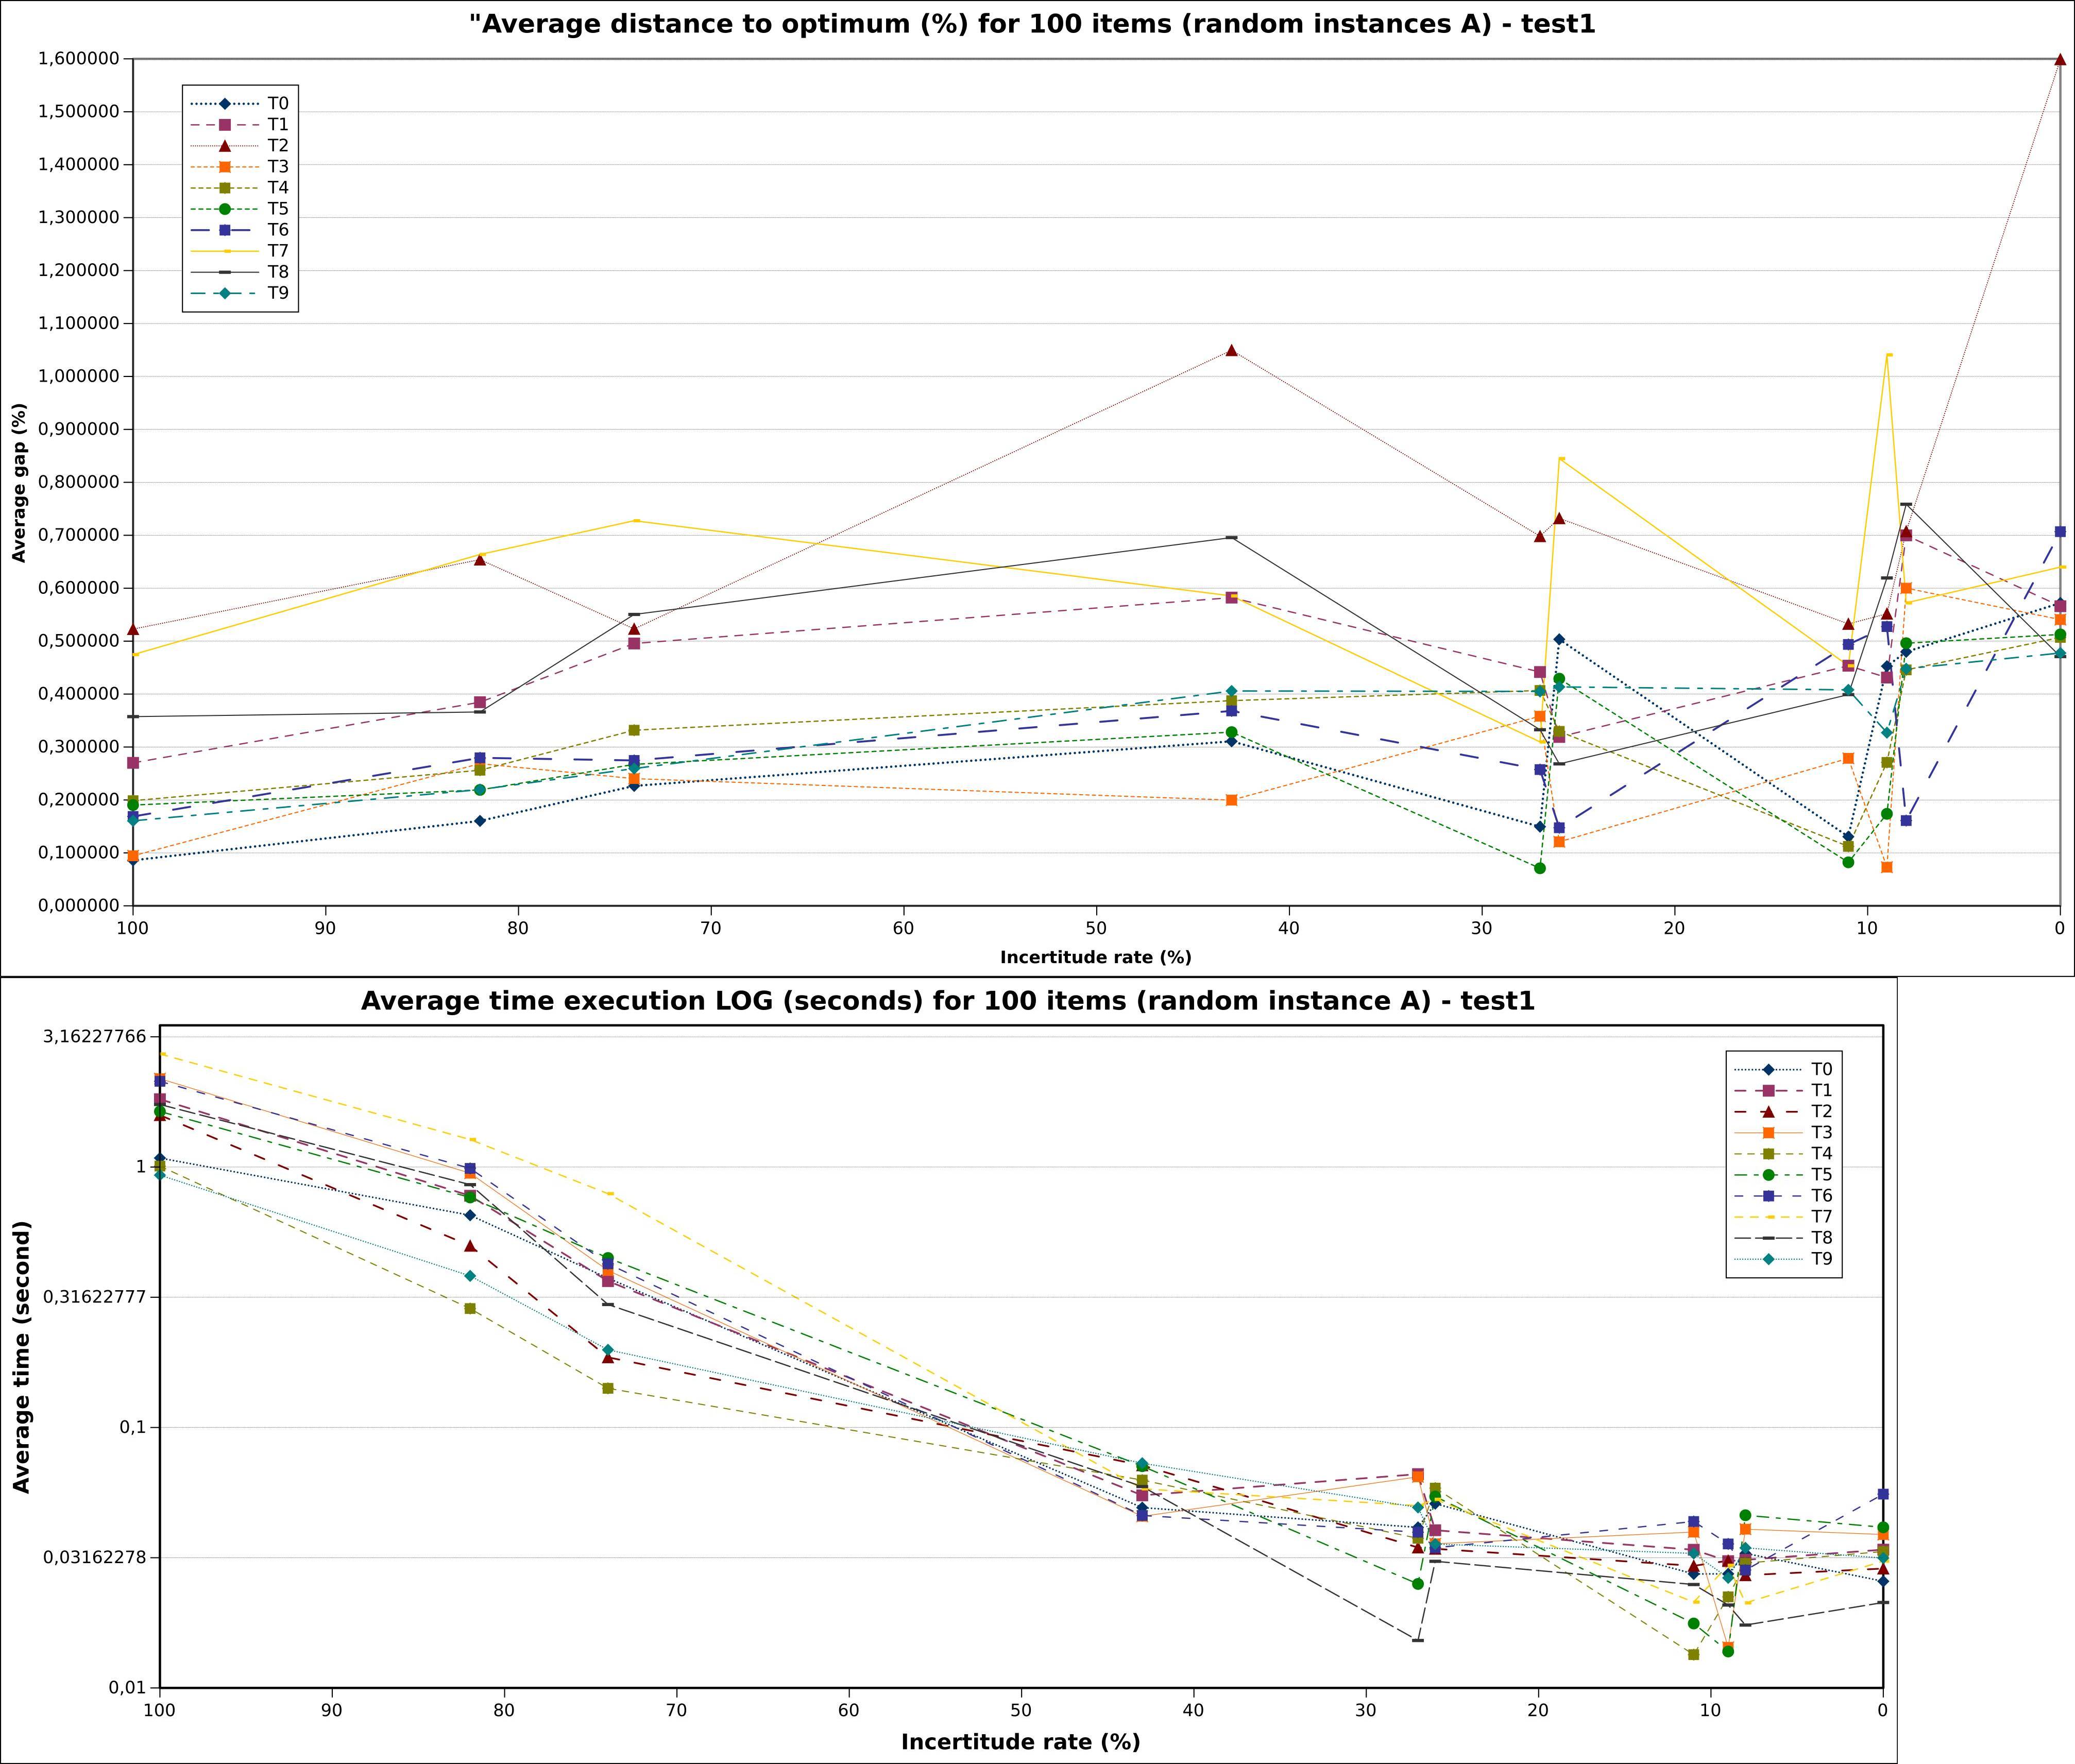 "Average distance to optimum (%) for 100 items (random instances A) - test1
1,600000
1,500000
1,400000
1,300000
1,200000
1,100000
1,000000
0,900000
0,800000
0,700000
0,600000
0,500000
0,400000
0,300000
0,200000
0,100000
0,000000
Average gap (%)
T0
T1
T2
T3
T4
T5
T6
T7
T8
T9
100 90 80 70 60 50 40 30 20 10 0
Incertitude rate (%)
Average time execution LOG (seconds) for 100 items (random instance A) - test1
3,16227766
1
0,31622777
0,1
0,03162278
0,01
Average time (second)
T0
T1
T2
T3
T4
T5
T6
T7
T8
T9
100 90 80 70 60 50 40 30 20 10 0
Incertitude rate (%)